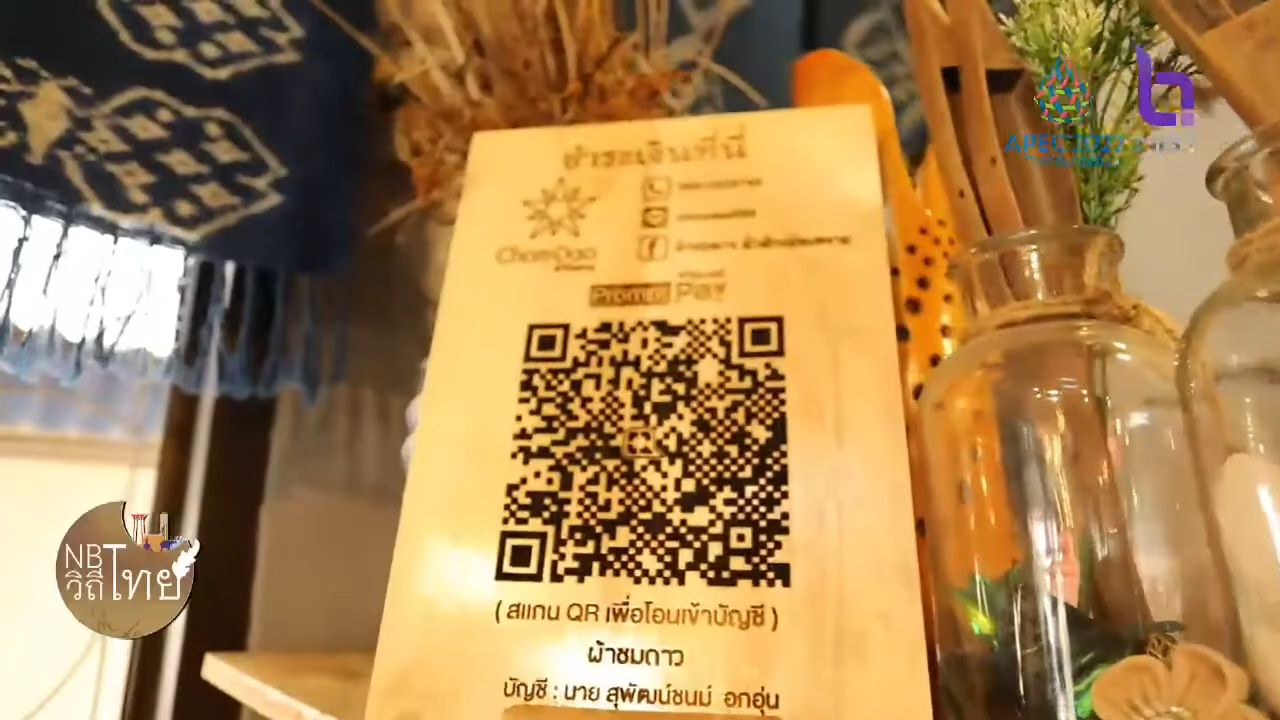 APEC 2022
ชำระเงินที่นี่
ChomDao
Prompt Pay
(สแกน QR เพื่อโอนเข้าบัญชี)
ผ้าชมดาว
บัญชี : นาย สุพัฒน์ชนม์ อกอุ่น
NB
วิถีไทย